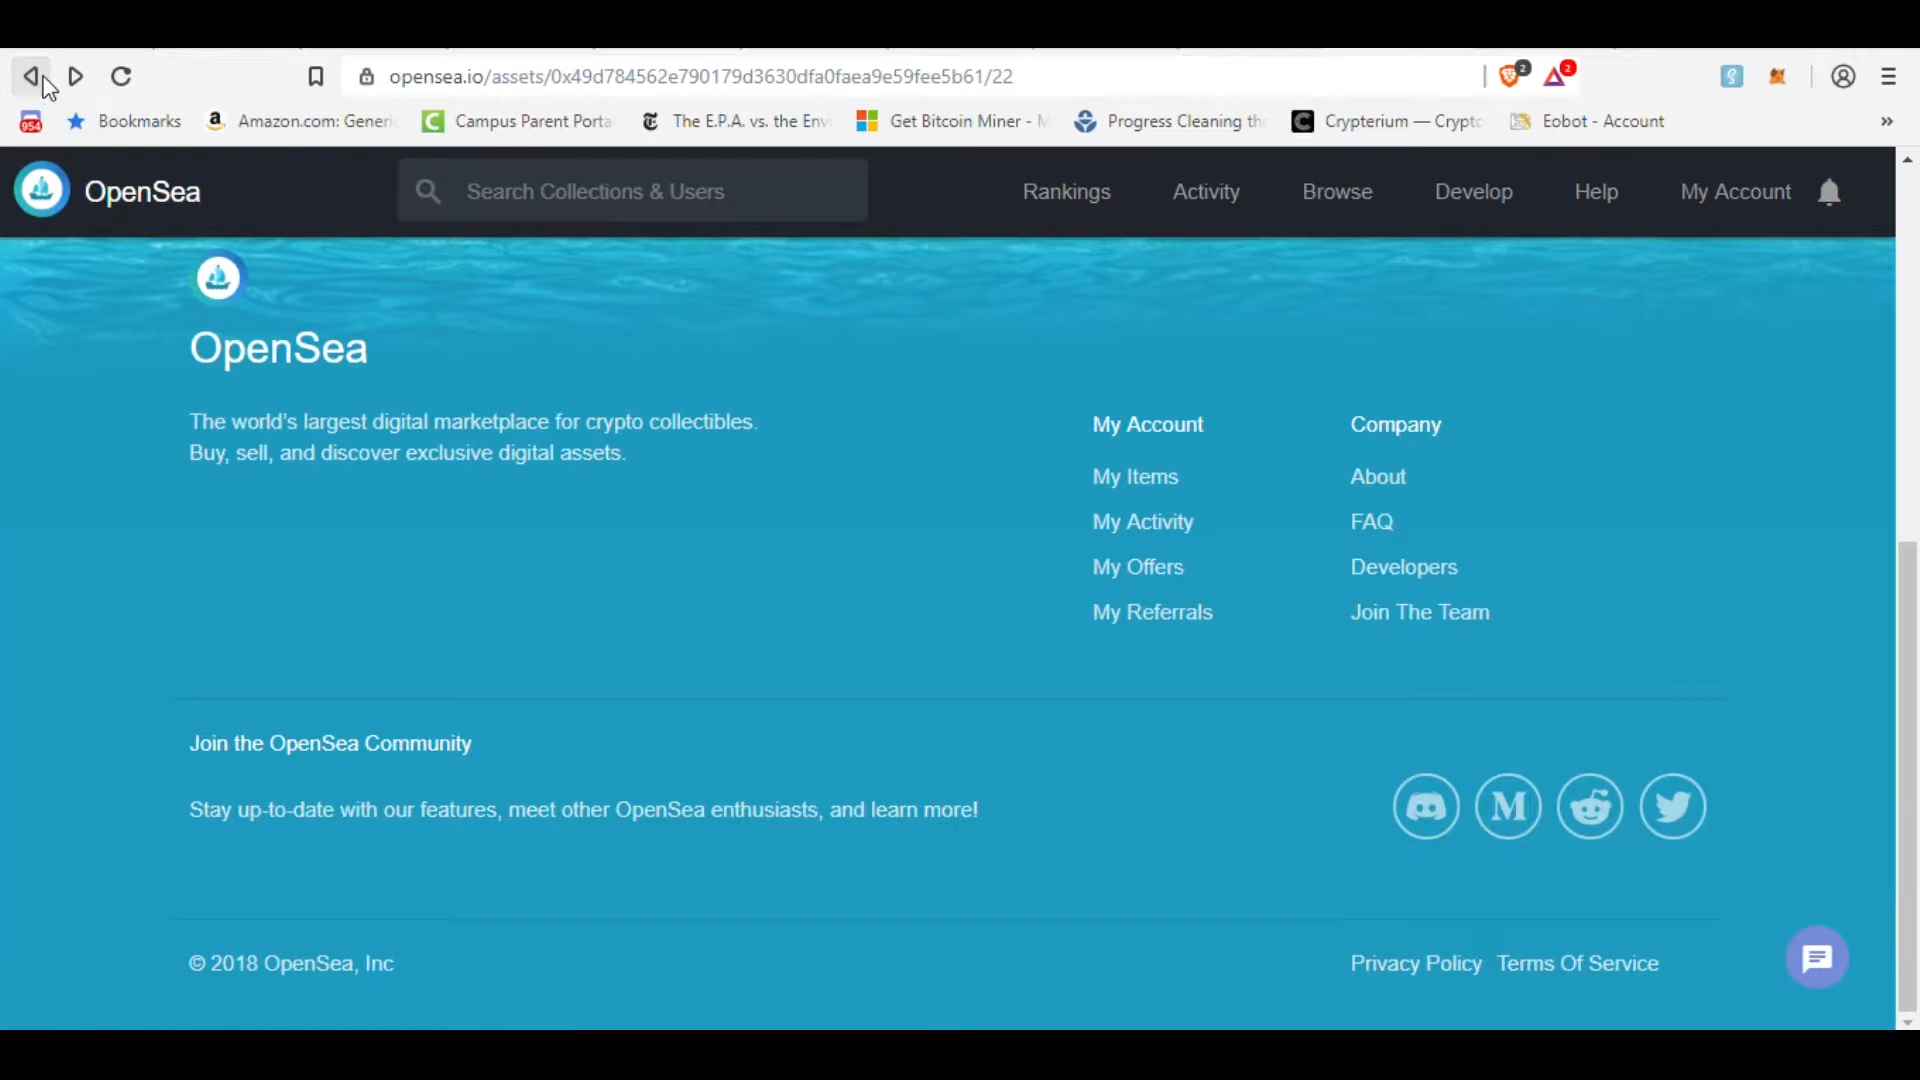 opensea.io/assets/0x49d784562e790179d3630dfa0faea9e59fee5b61/22
2
2
954
Bookmarks
Amazon.com: Generi
Campus Parent Porta
The E.P.A. vs. the Env
Get Bitcoin Miner - M
Progress Cleaning th
Crypterium — Crypto
Eobot - Account
»
OpenSea
Search Collections & Users
Rankings
Activity
Browse
Develop
Help
My Account
OpenSea
The world's largest digital marketplace for crypto collectibles.
Buy, sell, and discover exclusive digital assets.
My Account
My Items
My Activity
My Offers
My Referrals
Company
About
FAQ
Developers
Join The Team
Join the OpenSea Community
Stay up-to-date with our features, meet other OpenSea enthusiasts, and learn more!
M
© 2018 OpenSea, Inc
Privacy Policy Terms Of Service